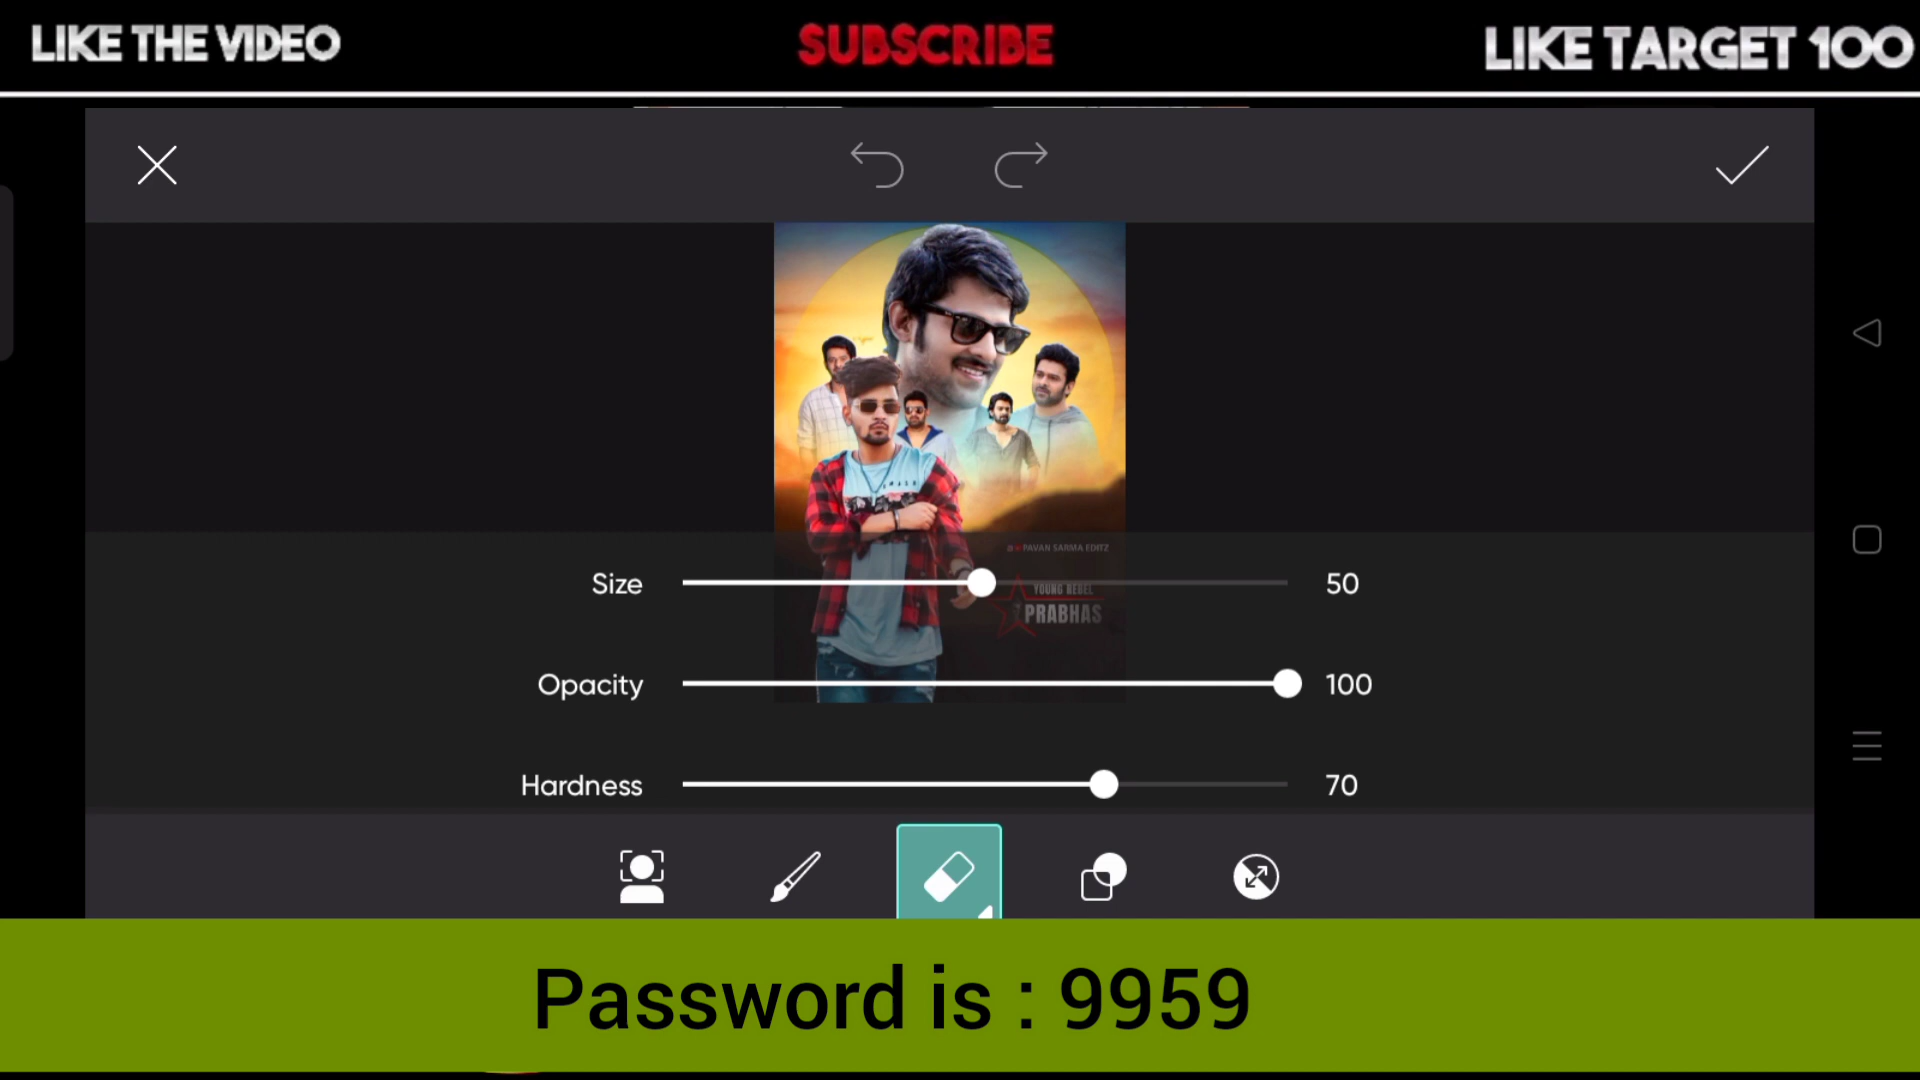 LIKE THE VIDEO
SUBSCRIBE
LIKE TARGET 100
PAVAN SARMA EDITZ
Size 50
YOUNG REBEL
PRABHAS
Opacity 100
Hardness 70
Password is : 9959